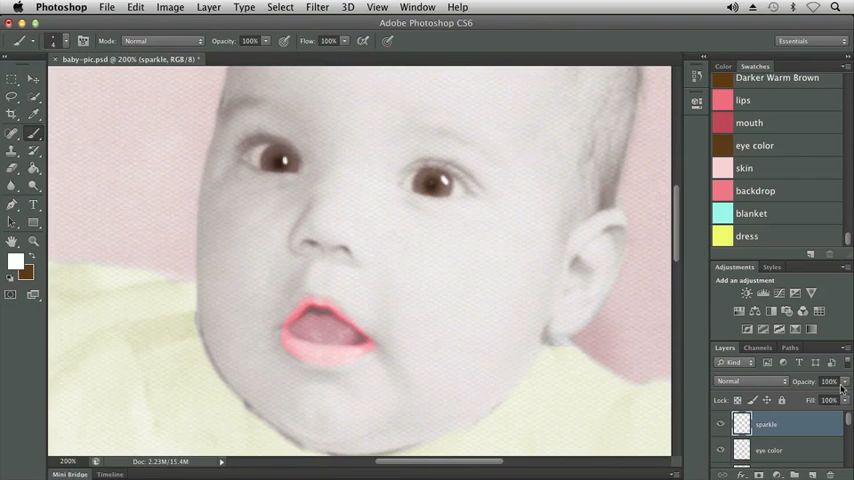 Photoshop File Edit Image Layer Type Select Filter 3D View Window Help
Adobe Photoshop CS6
4 Mode: Normal Opacity: 100% Flow: 100% Essentials
× baby-pic.psd @ 200% (sparkle, RGB/8) *
Color Swatches
Darker Warm Brown
lips
mouth
eye color
skin
backdrop
blanket
dress
Adjustments Styles
Add an adjustment
Layers Channels Paths
Kind
Normal Opacity: 100%
Lock: Fill: 100%
sparkle
eye color
200% Doc: 2.23M/15.4M
Mini Bridge Timeline